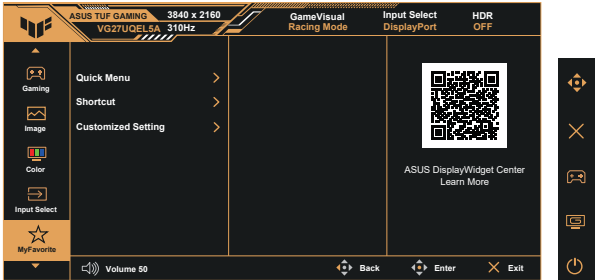 ASUS TUF GAMING 3840 x 2160
VG27UQEL5A 310Hz
GameVisual
Racing Mode
Input Select
DisplayPort
HDR
OFF
Gaming
Image
Color
Input Select
MyFavorite
Quick Menu
Shortcut
Customized Setting
ASUS DisplayWidget Center
Learn More
Volume 50
Back
Enter
Exit